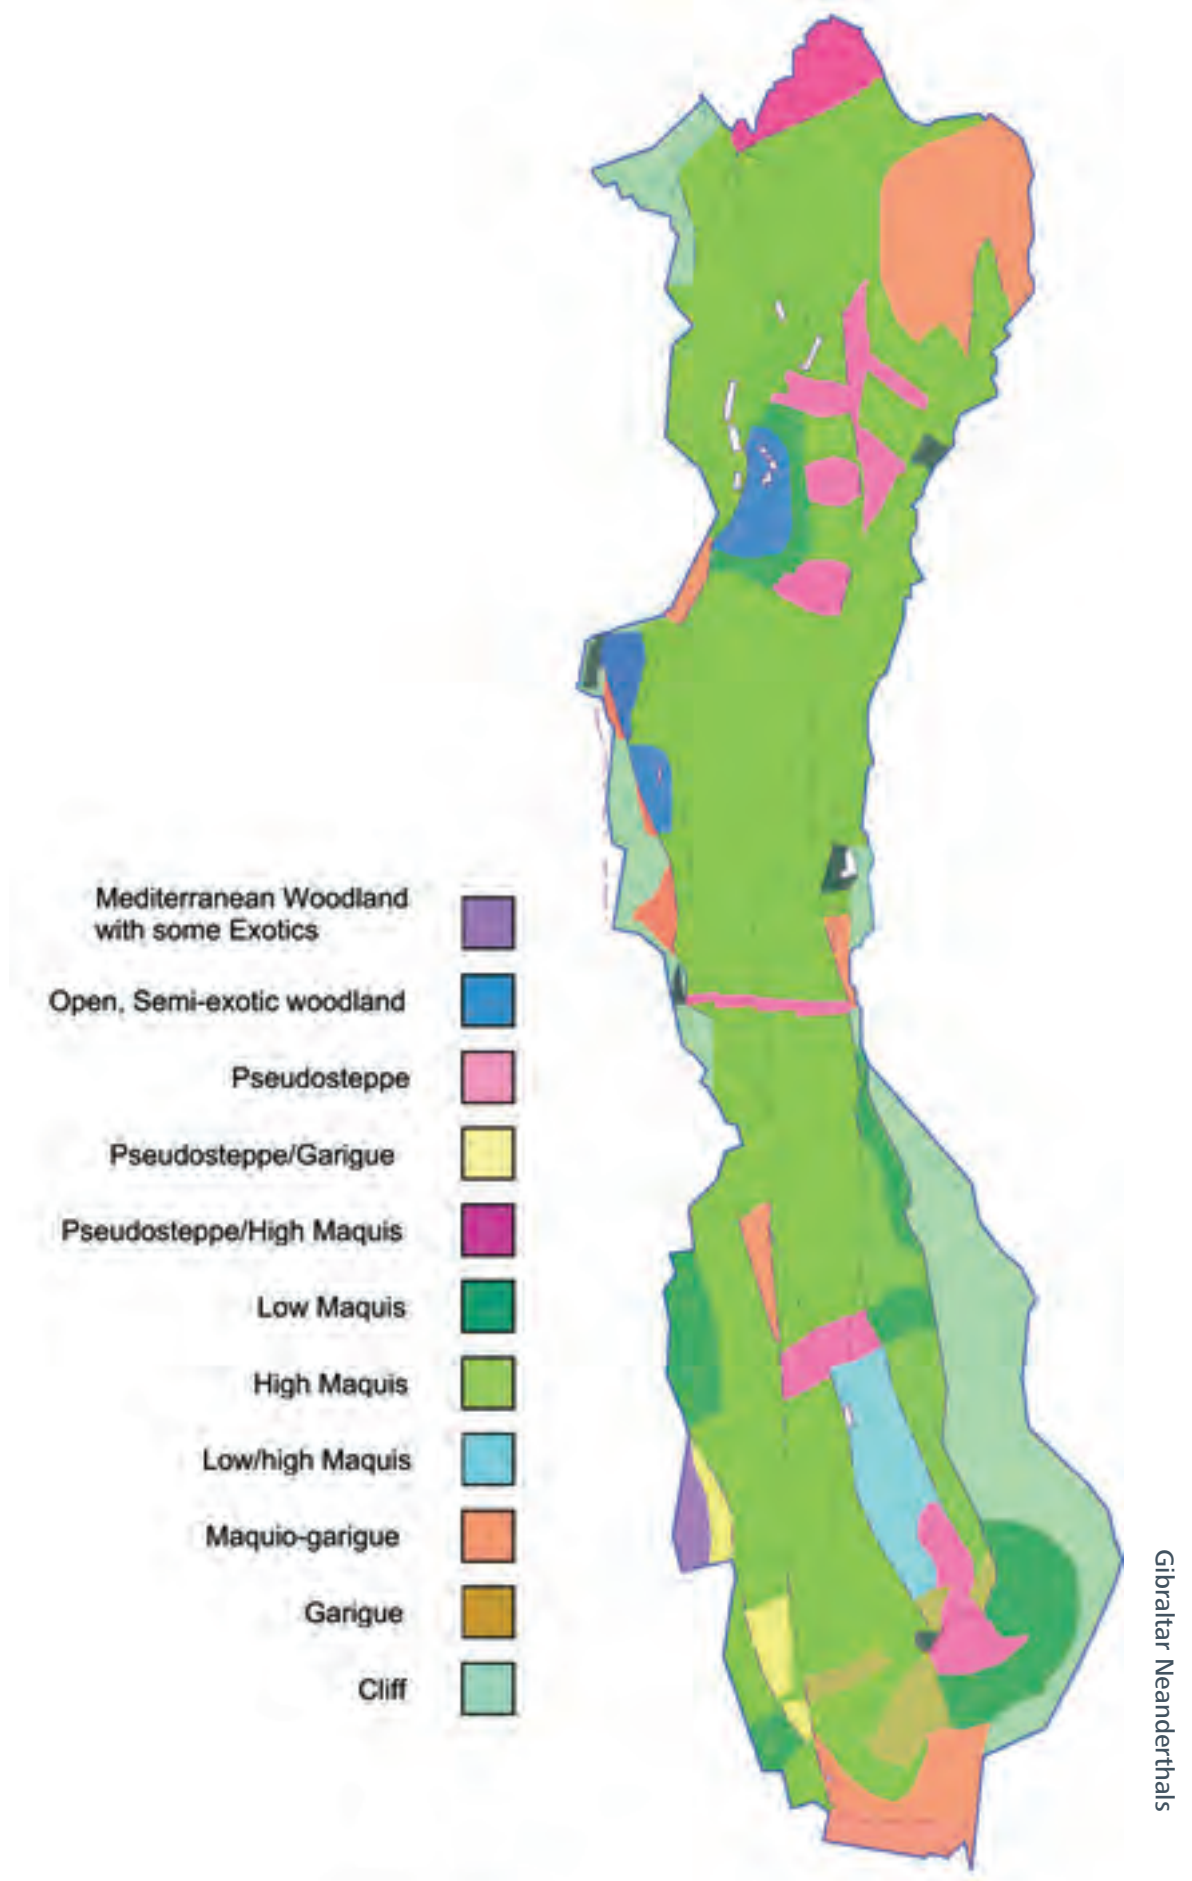 Mediterranean Woodland
with some Exotics
Open, Semi-exotic woodland
Pseudosteppe
Pseudosteppe/Garigue
Pseudosteppe/High Maquis
Low Maquis
High Maquis
Low/high Maquis
Maquio-garigue
Garigue
Cliff
Gibraltar Neanderthals